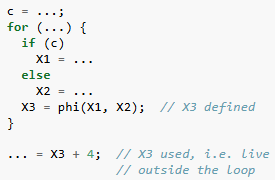 c = ...;
for (...) {
  if (c)
    X1 = ...
  else
    X2 = ...
  X3 = phi(X1, X2);  // X3 defined
}

... = X3 + 4;  // X3 used, i.e. live
               // outside the loop